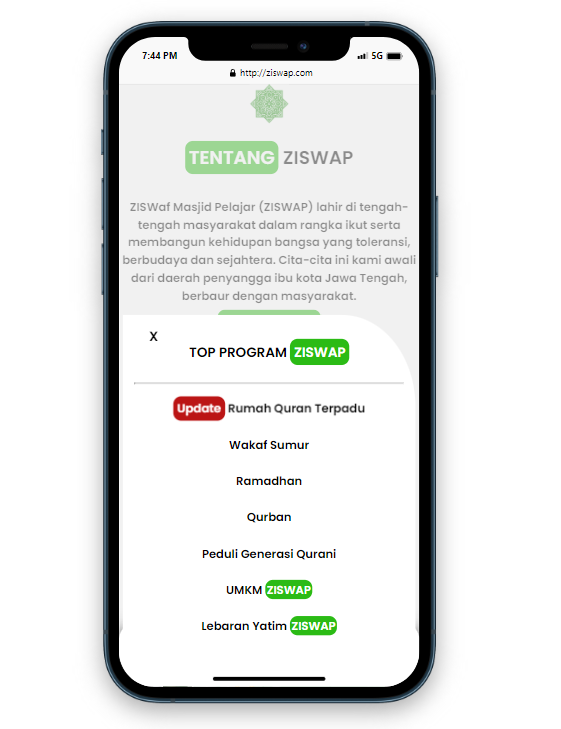 7:44 PM
5G
http://ziswap.com
TENTANG ZISWAP
ZISWaf Masjid Pelajar (ZISWAP) lahir di tengah-
tengah masyarakat dalam rangka ikut serta
membangun kehidupan bangsa yang toleransi,
berbudaya dan sejahtera. Cita-cita ini kami awali
dari daerah penyangga ibu kota Jawa Tengah,
berbaur dengan masyarakat.
X
TOP PROGRAM ZISWAP
Update Rumah Quran Terpadu
Wakaf Sumur
Ramadhan
Qurban
Peduli Generasi Qurani
UMKM ZISWAP
Lebaran Yatim ZISWAP